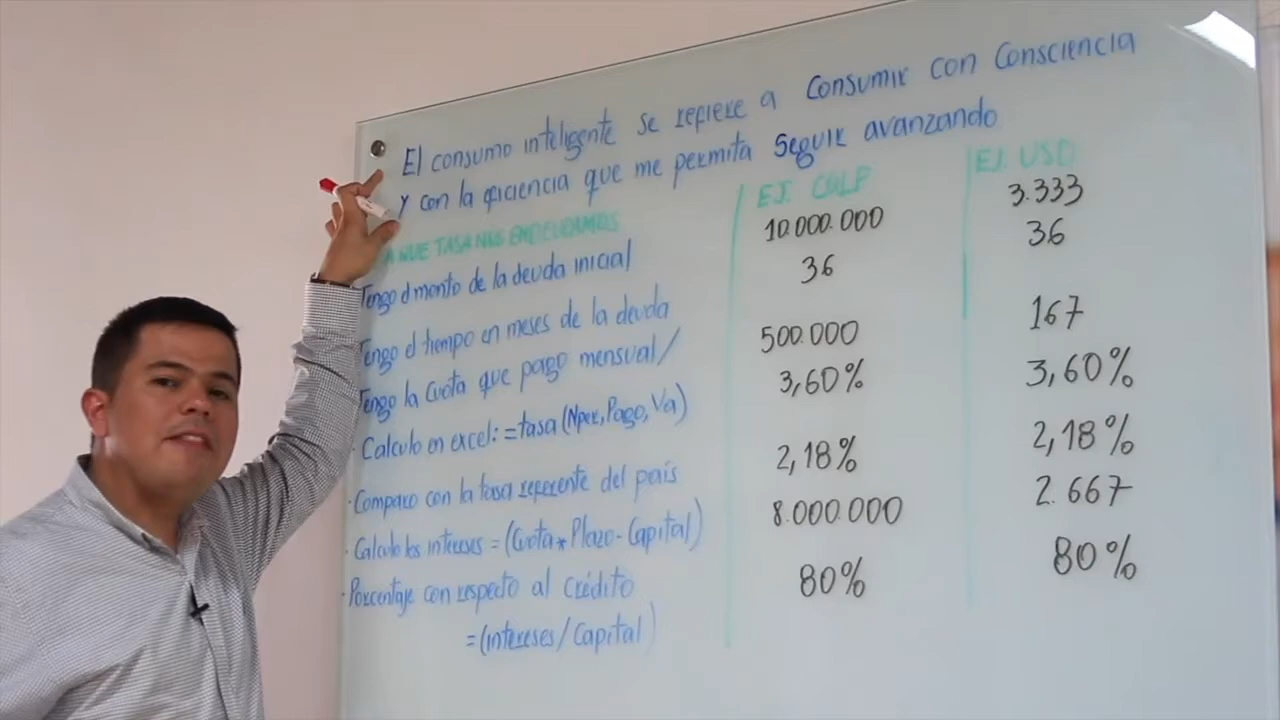 El consumo inteligente se refiere a Consumir con Consciencia
y con la eficiencia que me permita Seguir avanzando
A QUE TASA NOS ENDEUDAMOS EJ. COLP EJ. USD
Tengo el monto de la deuda inicial 10.000.000 3.333
Tengo el tiempo en meses de la deuda 36 36
Tengo la Cuota que pago mensual/ 500.000 167
· Calculo en excel: =tasa(Nper,Pago,Va) 3,60% 3,60%
· Comparo con la tasa referente del país 2,18% 2,18%
· Calculo los intereses = (Cuota*Plazo-Capital) 8.000.000 2.667
· Porcentaje con respecto al crédito 80% 80%
=(intereses/Capital)